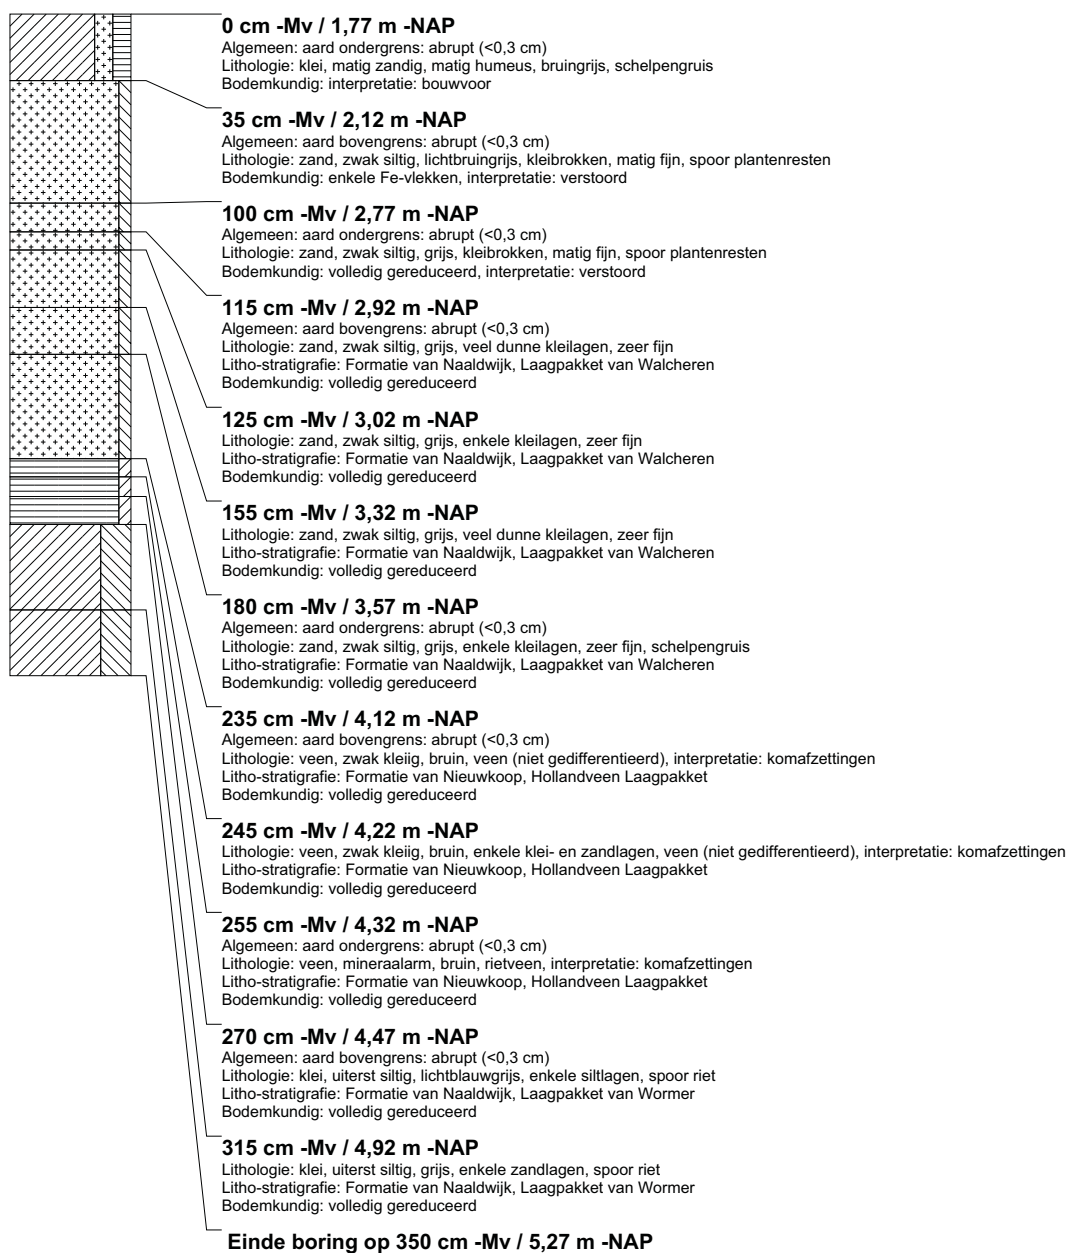 0 cm -Mv / 1,77 m -NAP
Algemeen: aard ondergrens: abrupt (<0,3 cm)
Lithologie: klei, matig zandig, matig humeus, bruingrijs, schelpengruis
Bodemkundig: interpretatie: bouwvoor
35 cm -Mv / 2,12 m -NAP
Algemeen: aard bovengrens: abrupt (<0,3 cm)
Lithologie: zand, zwak siltig, lichtbruingrijs, kleibrokken, matig fijn, spoor plantenresten
Bodemkundig: enkele Fe-vlekken, interpretatie: verstoord
100 cm -Mv / 2,77 m -NAP
Algemeen: aard ondergrens: abrupt (<0,3 cm)
Lithologie: zand, zwak siltig, grijs, kleibrokken, matig fijn, spoor plantenresten
Bodemkundig: volledig gereduceerd, interpretatie: verstoord
115 cm -Mv / 2,92 m -NAP
Algemeen: aard bovengrens: abrupt (<0,3 cm)
Lithologie: zand, zwak siltig, grijs, veel dunne kleilagen, zeer fijn
Litho-stratigrafie: Formatie van Naaldwijk, Laagpakket van Walcheren
Bodemkundig: volledig gereduceerd
125 cm -Mv / 3,02 m -NAP
Lithologie: zand, zwak siltig, grijs, enkele kleilagen, zeer fijn
Litho-stratigrafie: Formatie van Naaldwijk, Laagpakket van Walcheren
Bodemkundig: volledig gereduceerd
155 cm -Mv / 3,32 m -NAP
Lithologie: zand, zwak siltig, grijs, veel dunne kleilagen, zeer fijn
Litho-stratigrafie: Formatie van Naaldwijk, Laagpakket van Walcheren
Bodemkundig: volledig gereduceerd
180 cm -Mv / 3,57 m -NAP
Algemeen: aard ondergrens: abrupt (<0,3 cm)
Lithologie: zand, zwak siltig, grijs, enkele kleilagen, zeer fijn, schelpengruis
Litho-stratigrafie: Formatie van Naaldwijk, Laagpakket van Walcheren
Bodemkundig: volledig gereduceerd
235 cm -Mv / 4,12 m -NAP
Algemeen: aard bovengrens: abrupt (<0,3 cm)
Lithologie: veen, zwak kleiig, bruin, veen (niet gedifferentieerd), interpretatie: komafzettingen
Litho-stratigrafie: Formatie van Nieuwkoop, Hollandveen Laagpakket
Bodemkundig: volledig gereduceerd
245 cm -Mv / 4,22 m -NAP
Lithologie: veen, zwak kleiig, bruin, enkele klei- en zandlagen, veen (niet gedifferentieerd), interpretatie: komafzettingen
Litho-stratigrafie: Formatie van Nieuwkoop, Hollandveen Laagpakket
Bodemkundig: volledig gereduceerd
255 cm -Mv / 4,32 m -NAP
Algemeen: aard ondergrens: abrupt (<0,3 cm)
Lithologie: veen, mineraalarm, bruin, rietveen, interpretatie: komafzettingen
Litho-stratigrafie: Formatie van Nieuwkoop, Hollandveen Laagpakket
Bodemkundig: volledig gereduceerd
270 cm -Mv / 4,47 m -NAP
Algemeen: aard bovengrens: abrupt (<0,3 cm)
Lithologie: klei, uiterst siltig, lichtblauwgrijs, enkele siltlagen, spoor riet
Litho-stratigrafie: Formatie van Naaldwijk, Laagpakket van Wormer
Bodemkundig: volledig gereduceerd
315 cm -Mv / 4,92 m -NAP
Lithologie: klei, uiterst siltig, grijs, enkele zandlagen, spoor riet
Litho-stratigrafie: Formatie van Naaldwijk, Laagpakket van Wormer
Bodemkundig: volledig gereduceerd
Einde boring op 350 cm -Mv / 5,27 m -NAP